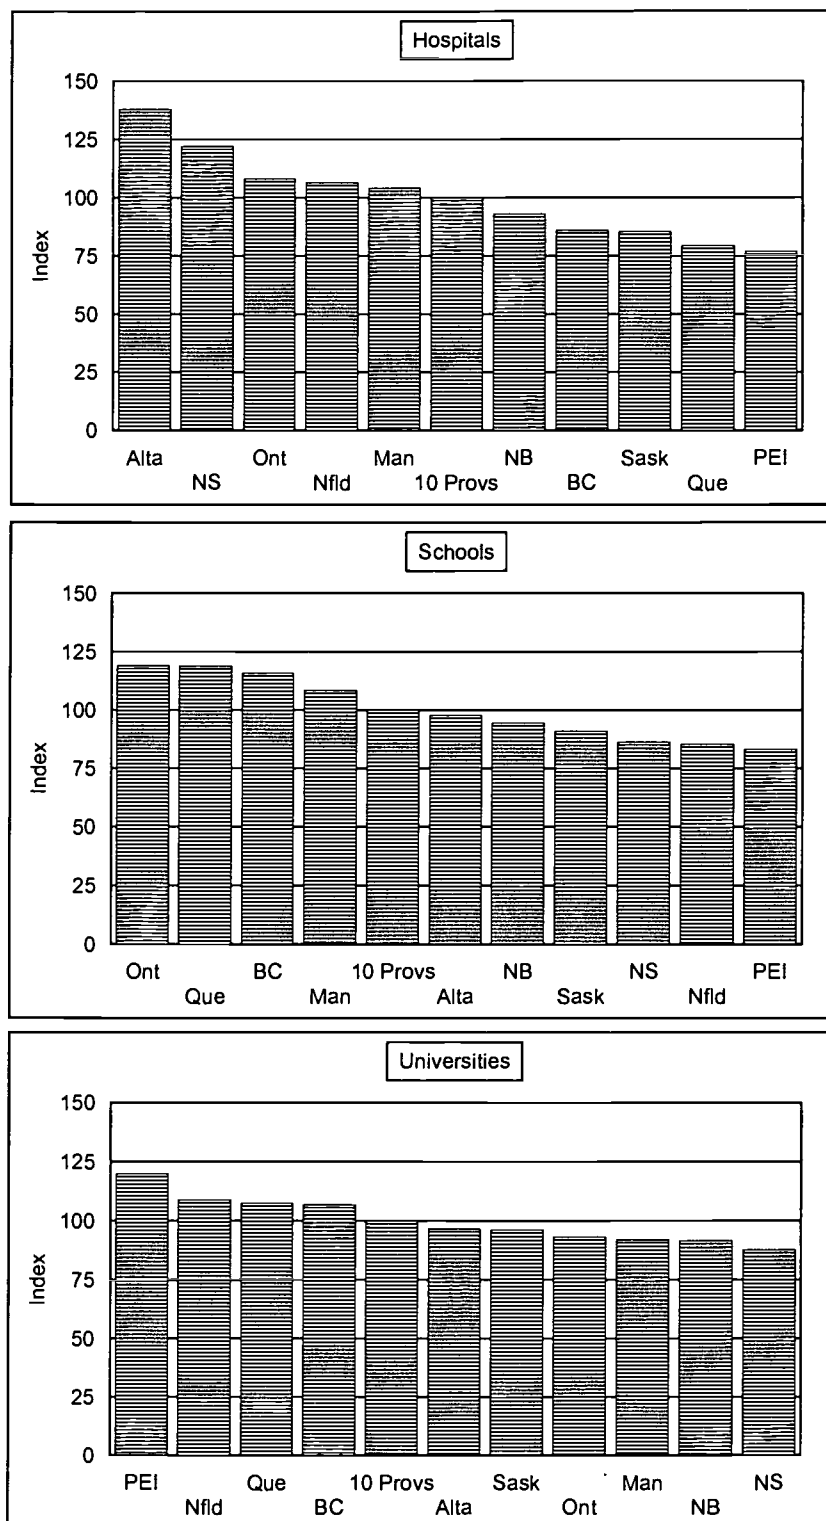 Hospitals
150
125
100
75
50
25
0
Index
Alta Ont Man NB Sask PEI
NS Nfld 10 Provs BC Que
Schools
150
125
100
75
50
25
0
Index
Ont BC 10 Provs NB NS PEI
Que Man Alta Sask Nfld
Universities
150
125
100
75
50
25
0
Index
PEI Que 10 Provs Sask Man NS
Nfld BC Alta Ont NB